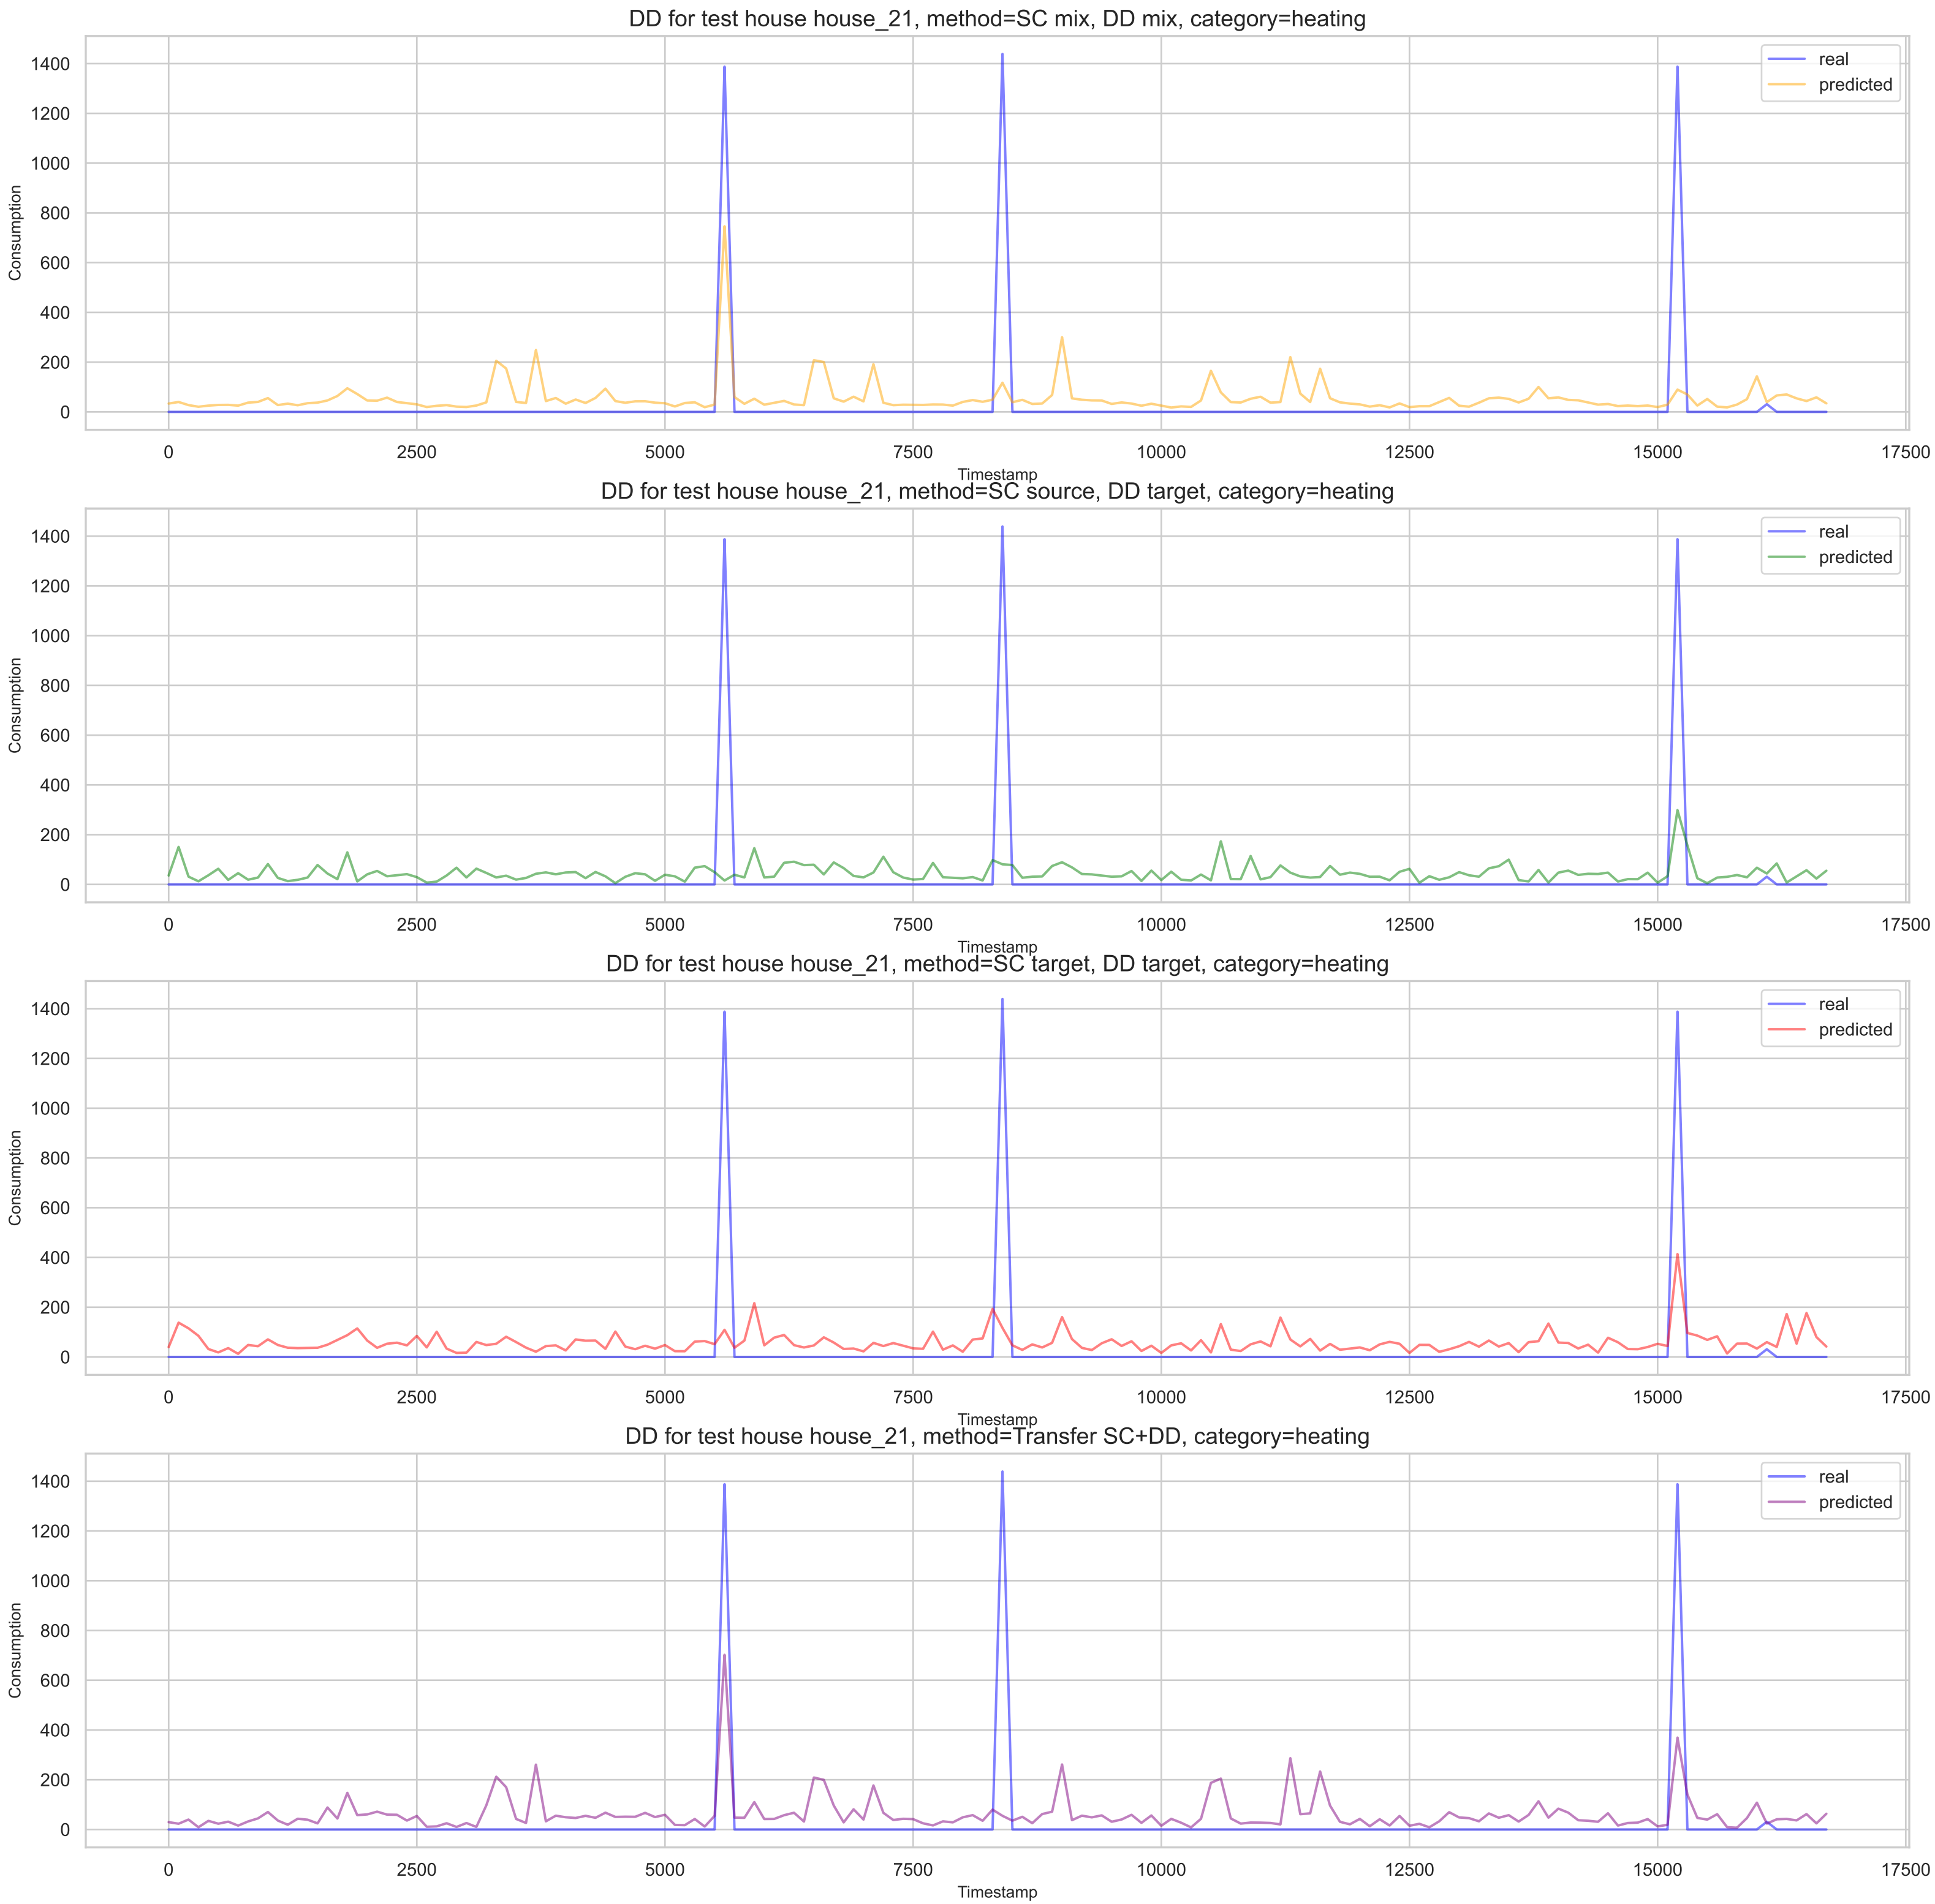 DD for test house house_21, method=SC mix, DD mix, category=heating
real
predicted
1400
1200
1000
800
600
400
200
0
Consumption
0 2500 5000 7500 10000 12500 15000 17500
Timestamp
DD for test house house_21, method=SC source, DD target, category=heating
real
predicted
1400
1200
1000
800
600
400
200
0
Consumption
0 2500 5000 7500 10000 12500 15000 17500
Timestamp
DD for test house house_21, method=SC target, DD target, category=heating
real
predicted
1400
1200
1000
800
600
400
200
0
Consumption
0 2500 5000 7500 10000 12500 15000 17500
Timestamp
DD for test house house_21, method=Transfer SC+DD, category=heating
real
predicted
1400
1200
1000
800
600
400
200
0
Consumption
0 2500 5000 7500 10000 12500 15000 17500
Timestamp